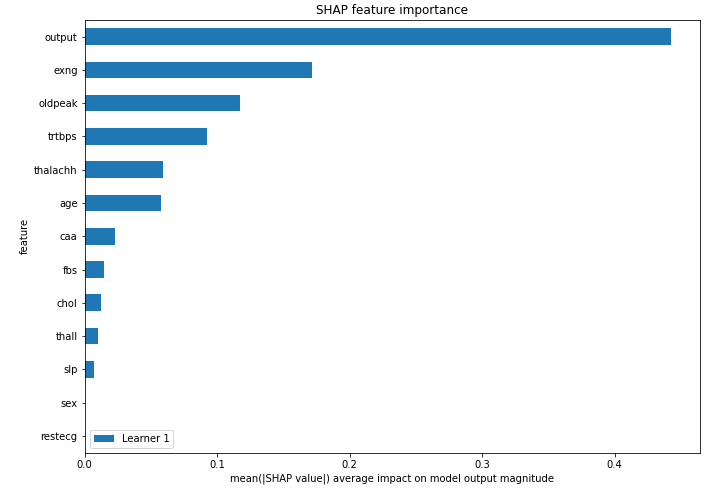 SHAP feature importance
output
exng
oldpeak
trtbps
thalachh
age
caa
fbs
chol
thall
slp
sex
restecg
feature
Learner 1
0.0 0.1 0.2 0.3 0.4
mean(|SHAP value|) average impact on model output magnitude